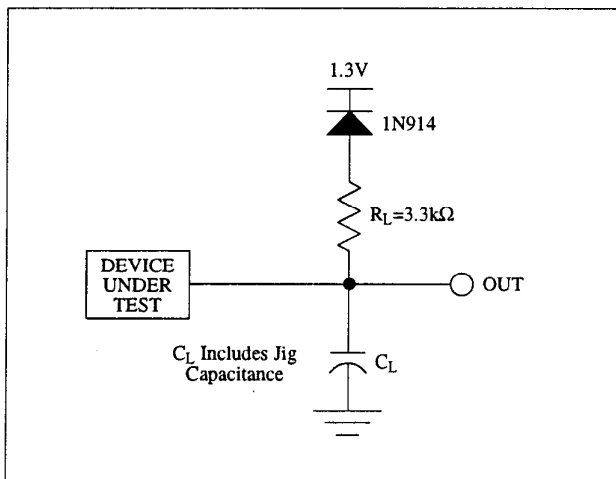 1.3V
1N914
R_L=3.3kΩ
DEVICE
UNDER
TEST
OUT
C_L Includes Jig
Capacitance
C_L